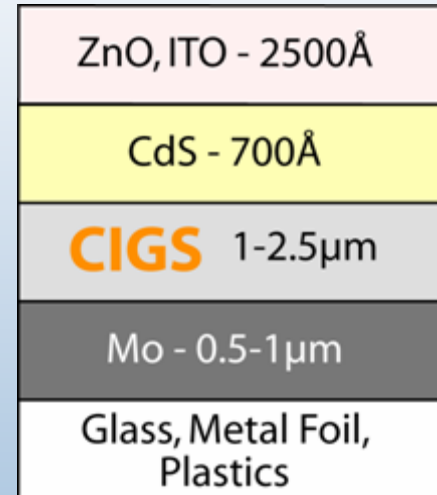 ZnO, ITO - 2500Å
CdS - 700Å
CIGS 1-2.5µm
Mo - 0.5-1µm
Glass, Metal Foil,
Plastics